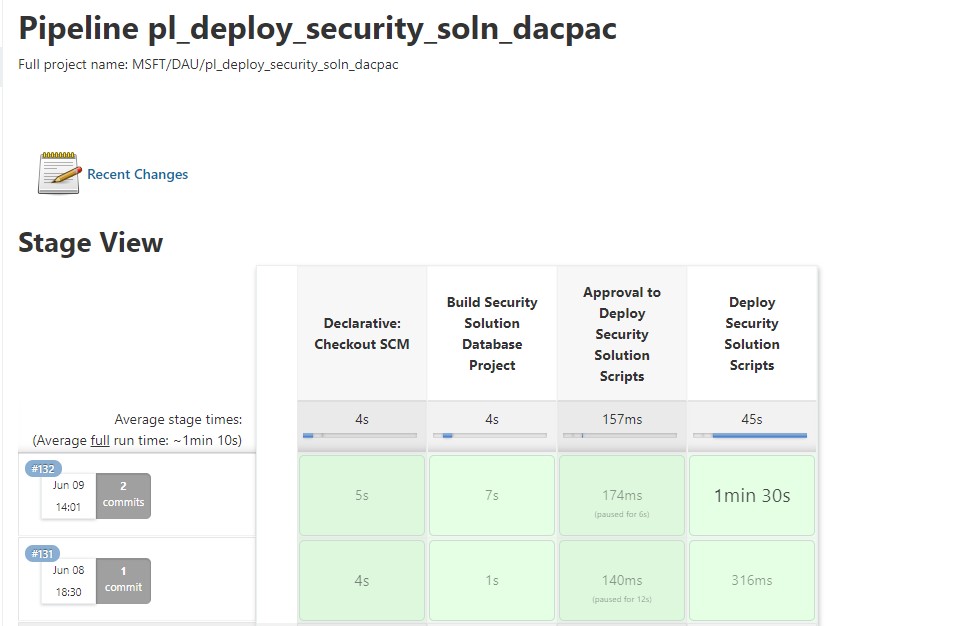 Pipeline pl_deploy_security_soln_dacpac
Full project name: MSFT/DAU/pl_deploy_security_soln_dacpac
Recent Changes
Stage View
Declarative:
Checkout SCM
Build Security
Solution
Database
Project
Approval to
Deploy
Security
Solution
Scripts
Deploy
Security
Solution
Scripts
Average stage times:
(Average full run time: ~1min 10s)
4s
4s
157ms
45s
#132
Jun 09
14:01
2
commits
5s
7s
174ms
(paused for 6s)
1min 30s
#131
Jun 08
18:30
1
commit
4s
1s
140ms
(paused for 12s)
316ms